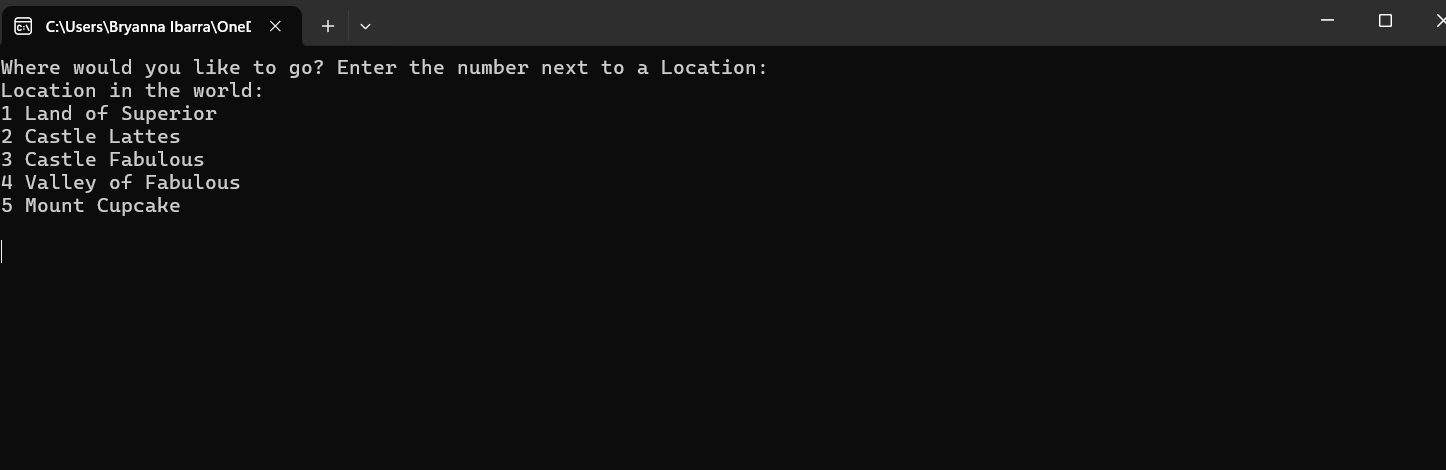 C:\Users\Bryanna Ibarra\OneD
Where would you like to go? Enter the number next to a Location:
Location in the world:
1 Land of Superior
2 Castle Lattes
3 Castle Fabulous
4 Valley of Fabulous
5 Mount Cupcake